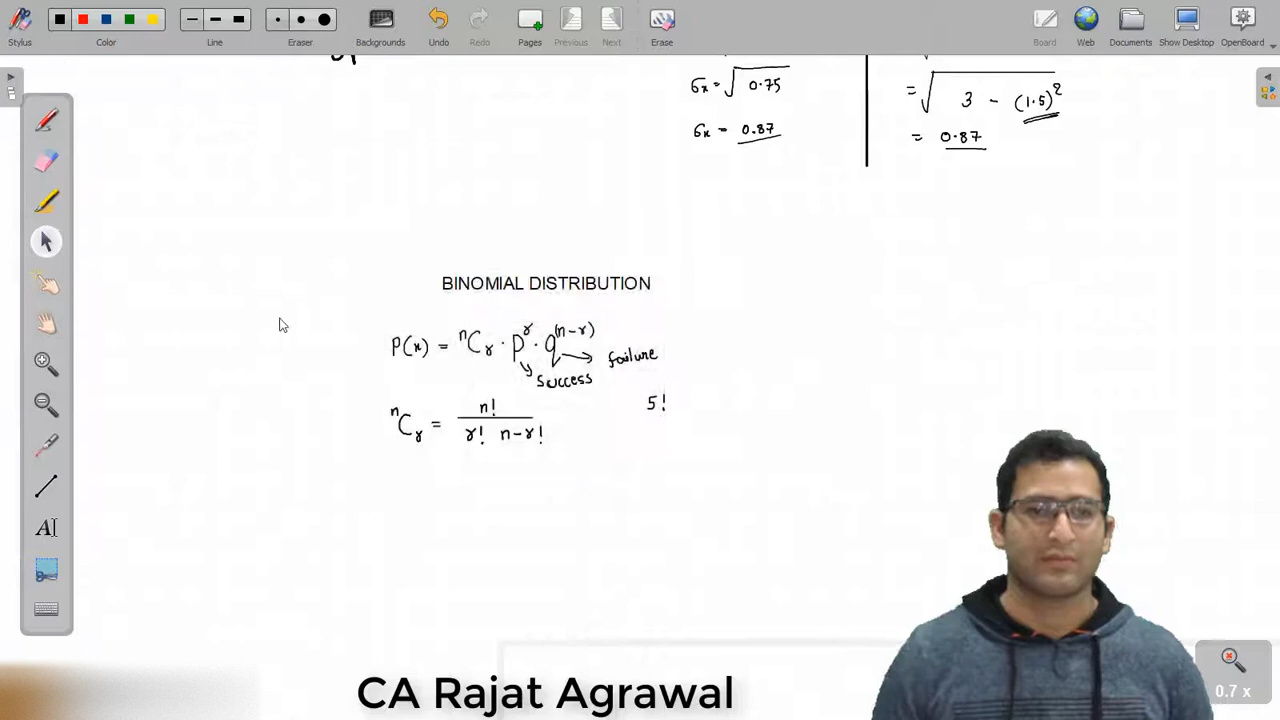 Stylus
Color
Line
Eraser
Backgrounds
Undo
Redo
Pages
Previous
Next
Erase
Board
Web
Documents
Show Desktop
OpenBoard
σx = √0.75
σx = 0.87
= √3 - (1.5)²
= 0.87
BINOMIAL DISTRIBUTION
P(x) = ⁿCᵣ · pʳ · q⁽ⁿ⁻ʳ⁾
failure
success
ⁿCᵣ = n! / r! n-r!
5!
CA Rajat Agrawal
0.7 x